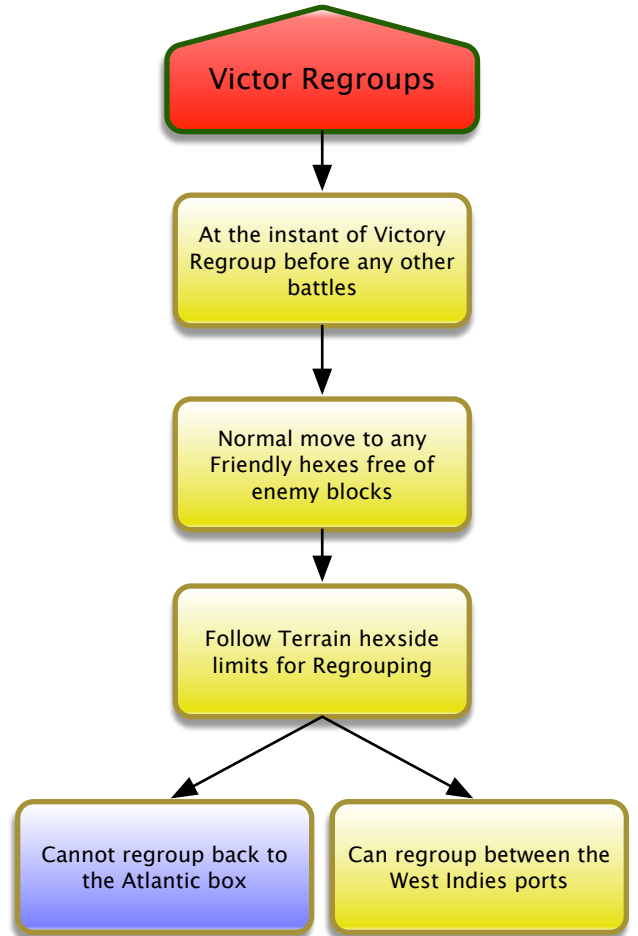 Victor Regroups
At the instant of Victory
Regroup before any other
battles
Normal move to any
Friendly hexes free of
enemy blocks
Follow Terrain hexside
limits for Regrouping
Cannot regroup back to
the Atlantic box
Can regroup between the
West Indies ports